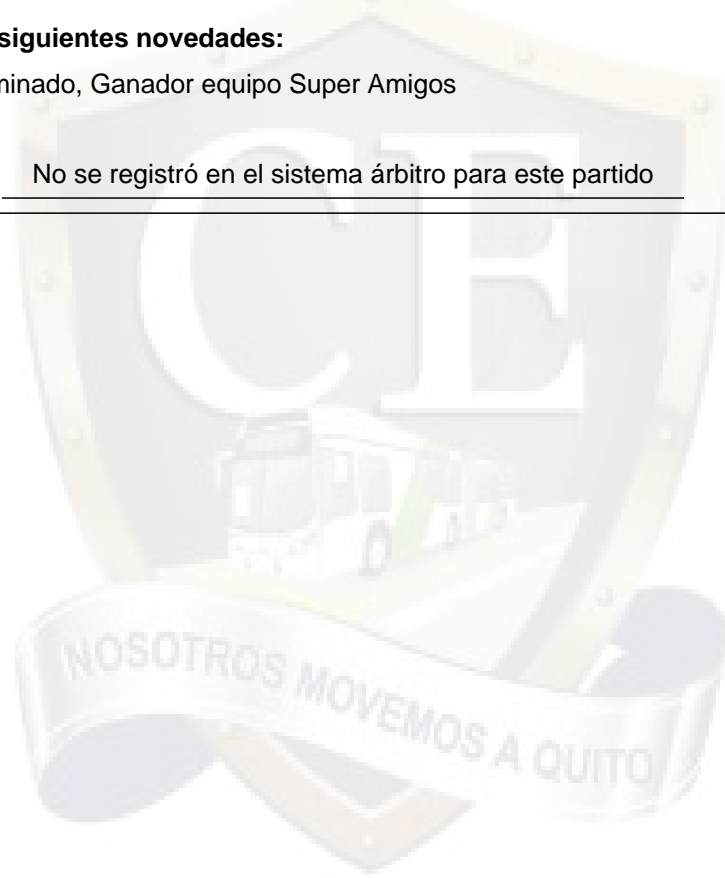 siguientes novedades:
minado, Ganador equipo Super Amigos
No se registró en el sistema árbitro para este partido
CE
NOSOTROS MOVEMOS A QUITO